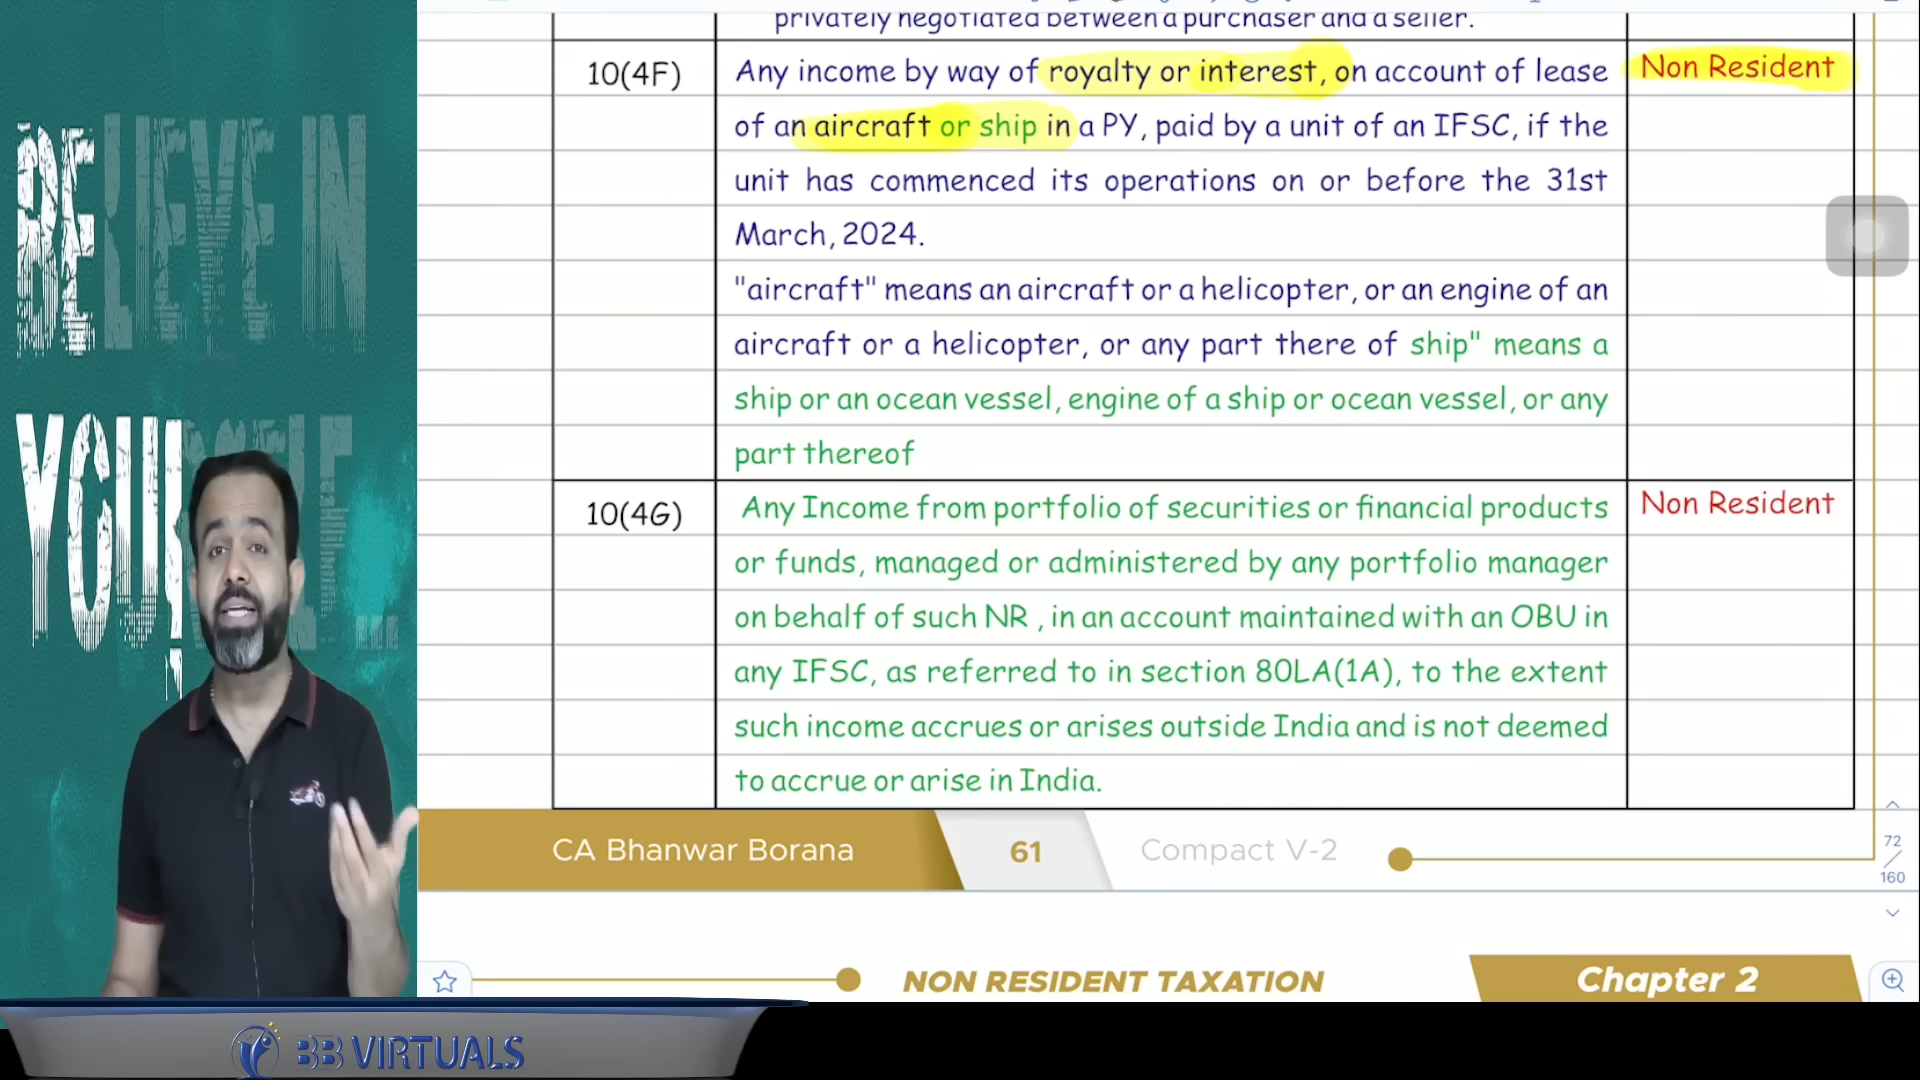 BELIEVE IN
YOURSELF
privately negotiated between a purchaser and a seller.
10(4F)
Any income by way of royalty or interest, on account of lease
Non Resident
of an aircraft or ship in a PY, paid by a unit of an IFSC, if the
unit has commenced its operations on or before the 31st
March, 2024.
"aircraft" means an aircraft or a helicopter, or an engine of an
aircraft or a helicopter, or any part there of ship" means a
ship or an ocean vessel, engine of a ship or ocean vessel, or any
part thereof
10(4G)
Any Income from portfolio of securities or financial products
Non Resident
or funds, managed or administered by any portfolio manager
on behalf of such NR , in an account maintained with an OBU in
any IFSC, as referred to in section 80LA(1A), to the extent
such income accrues or arises outside India and is not deemed
to accrue or arise in India.
CA Bhanwar Borana
61
Compact V-2
72
160
NON RESIDENT TAXATION
Chapter 2
BB VIRTUALS